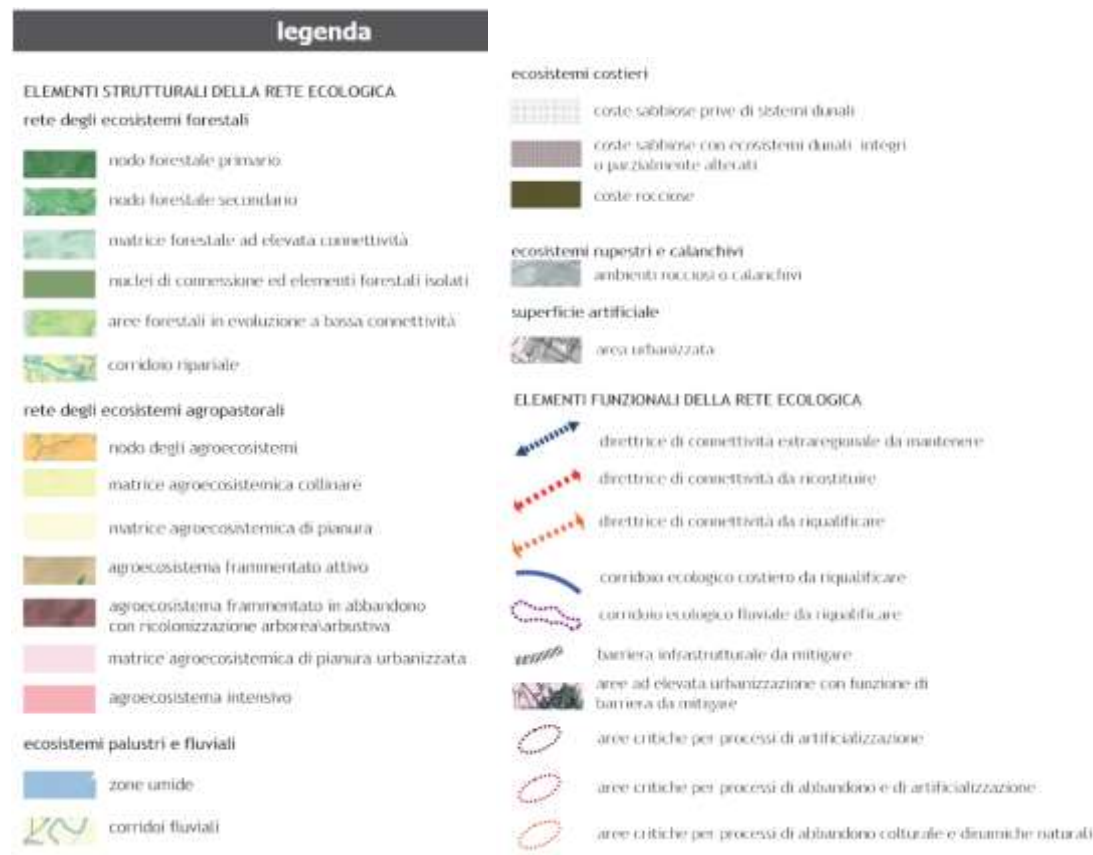 legenda
ELEMENTI STRUTTURALI DELLA RETE ECOLOGICA
rete degli ecosistemi forestali
nodo forestale primario
nodo forestale secondario
matrice forestale ad elevata connettività
nuclei di connessione ed elementi forestali isolati
aree forestali in evoluzione a bassa connettività
corridoio ripariale
rete degli ecosistemi agropastorali
nodo degli agroecosistemi
matrice agroecosistemica collinare
matrice agroecosistemica di pianura
agroecosistema frammentato attivo
agroecosistema frammentato in abbandono
con ricolonizzazione arborea\arbustiva
matrice agroecosistemica di pianura urbanizzata
agroecosistema intensivo
ecosistemi palustri e fluviali
zone umide
corridoi fluviali
ecosistemi costieri
coste sabbiose prive di sistemi dunali
coste sabbiose con ecosistemi dunali integri
o parzialmente alterati
coste rocciose
ecosistemi rupestri e calanchivi
ambienti rocciosi o calanchivi
superficie artificiale
area urbanizzata
ELEMENTI FUNZIONALI DELLA RETE ECOLOGICA
direttrice di connettività extraregionale da mantenere
direttrice di connettività da ricostituire
direttrice di connettività da riqualificare
corridoio ecologico costiero da riqualificare
corridoio ecologico fluviale da riqualificare
barriera infrastrutturale da mitigare
aree ad elevata urbanizzazione con funzione di
barriera da mitigare
aree critiche per processi di artificializzazione
aree critiche per processi di abbandono e di artificializzazione
aree critiche per processi di abbandono colturale e dinamiche naturali